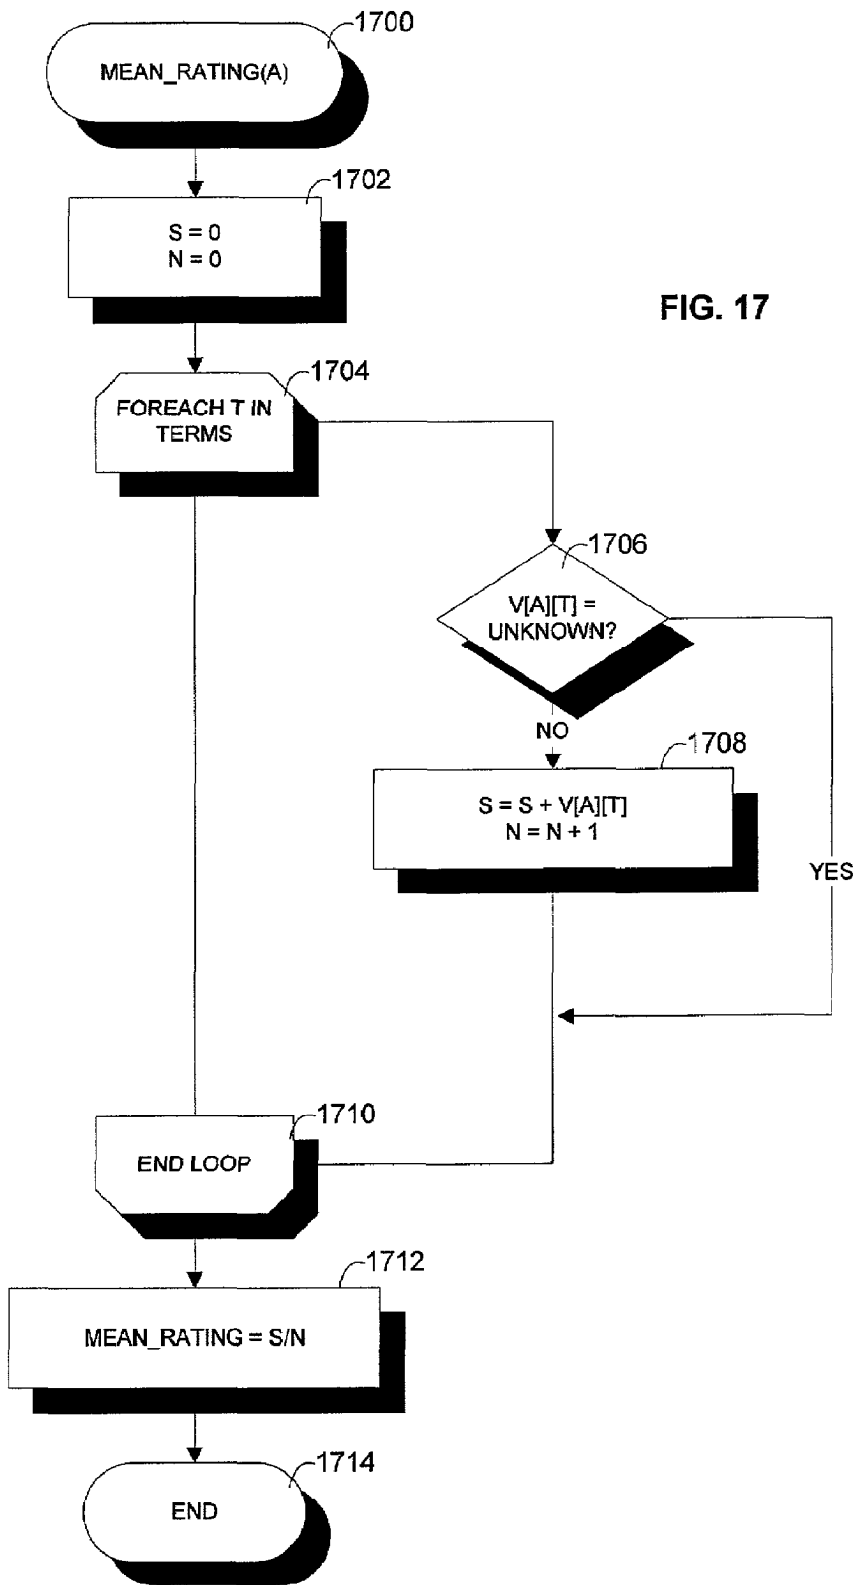 1700
MEAN_RATING(A)
1702
S = 0
N = 0
FIG. 17
1704
FOREACH T IN
TERMS
1706
V[A][T] =
UNKNOWN?
NO
1708
S = S + V[A][T]
N = N + 1
YES
1710
END LOOP
1712
MEAN_RATING = S/N
1714
END